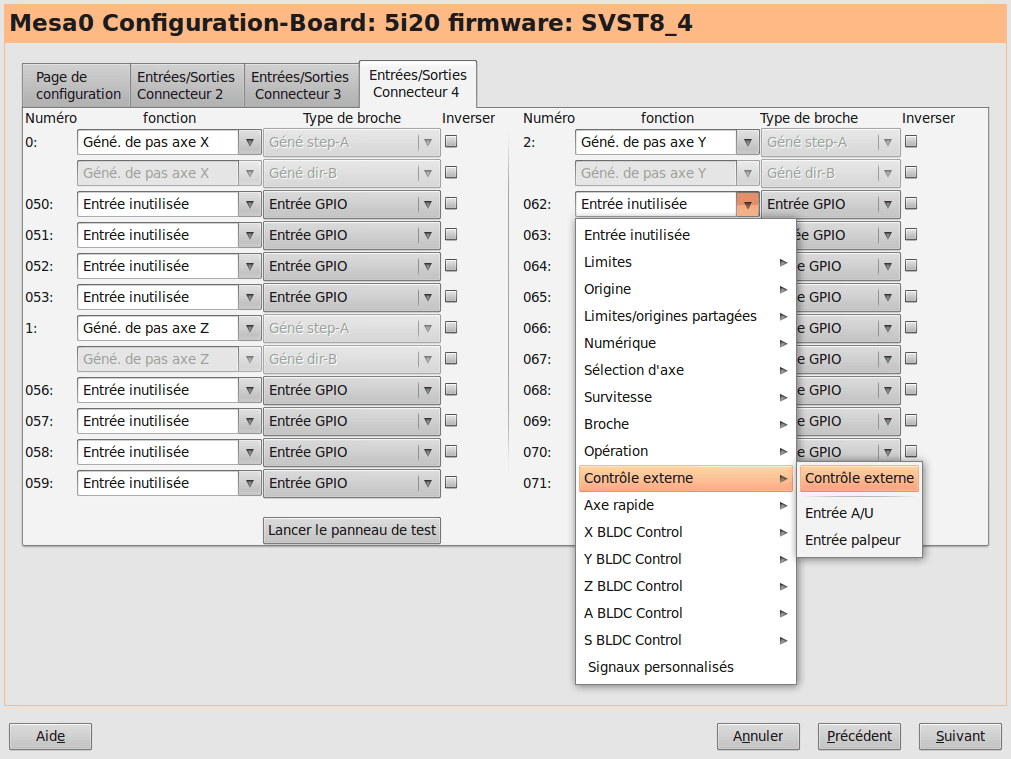 Mesa0 Configuration-Board: 5i20 firmware: SVST8_4
Page de configuration
Entrées/Sorties Connecteur 2
Entrées/Sorties Connecteur 3
Entrées/Sorties Connecteur 4
Numéro fonction Type de broche Inverser
0: Géné. de pas axe X Géné step-A
Géné. de pas axe X Géné dir-B
050: Entrée inutilisée Entrée GPIO
051: Entrée inutilisée Entrée GPIO
052: Entrée inutilisée Entrée GPIO
053: Entrée inutilisée Entrée GPIO
1: Géné. de pas axe Z Géné step-A
Géné. de pas axe Z Géné dir-B
056: Entrée inutilisée Entrée GPIO
057: Entrée inutilisée Entrée GPIO
058: Entrée inutilisée Entrée GPIO
059: Entrée inutilisée Entrée GPIO
Lancer le panneau de test
Numéro fonction Type de broche Inverser
2: Géné. de pas axe Y Géné step-A
Géné. de pas axe Y Géné dir-B
062: Entrée inutilisée Entrée GPIO
063: ée GPIO
064: e GPIO
065: e GPIO
066: e GPIO
067: e GPIO
068: e GPIO
069: e GPIO
070: e GPIO
071:
Entrée inutilisée
Limites
Origine
Limites/origines partagées
Numérique
Sélection d'axe
Survitesse
Broche
Opération
Contrôle externe
Axe rapide
X BLDC Control
Y BLDC Control
Z BLDC Control
A BLDC Control
S BLDC Control
Signaux personnalisés
Contrôle externe
Entrée A/U
Entrée palpeur
Aide
Annuler
Précédent
Suivant